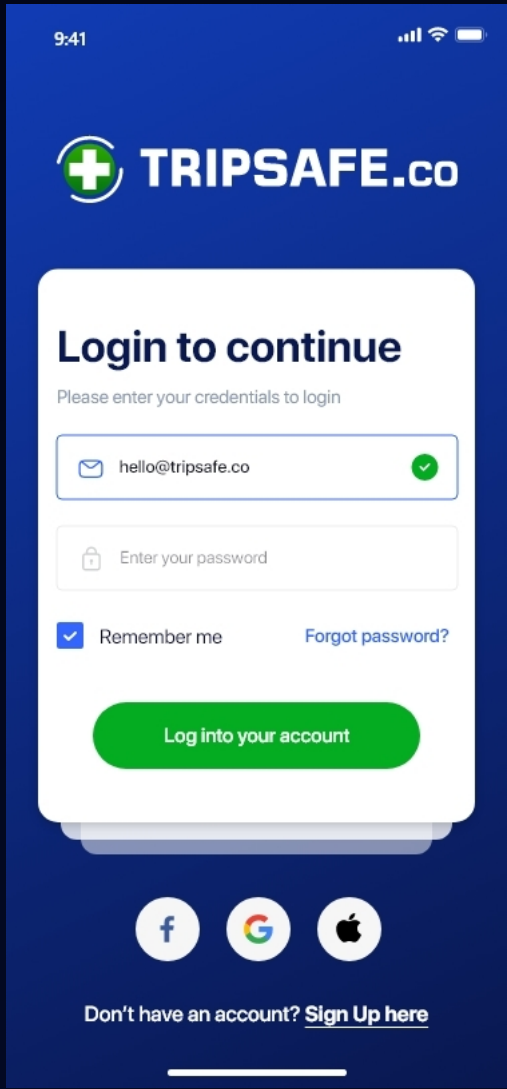 9:41
TRIPSAFE.co
Login to continue
Please enter your credentials to login
hello@tripsafe.co
Enter your password
Remember me
Forgot password?
Log into your account
Don't have an account? Sign Up here